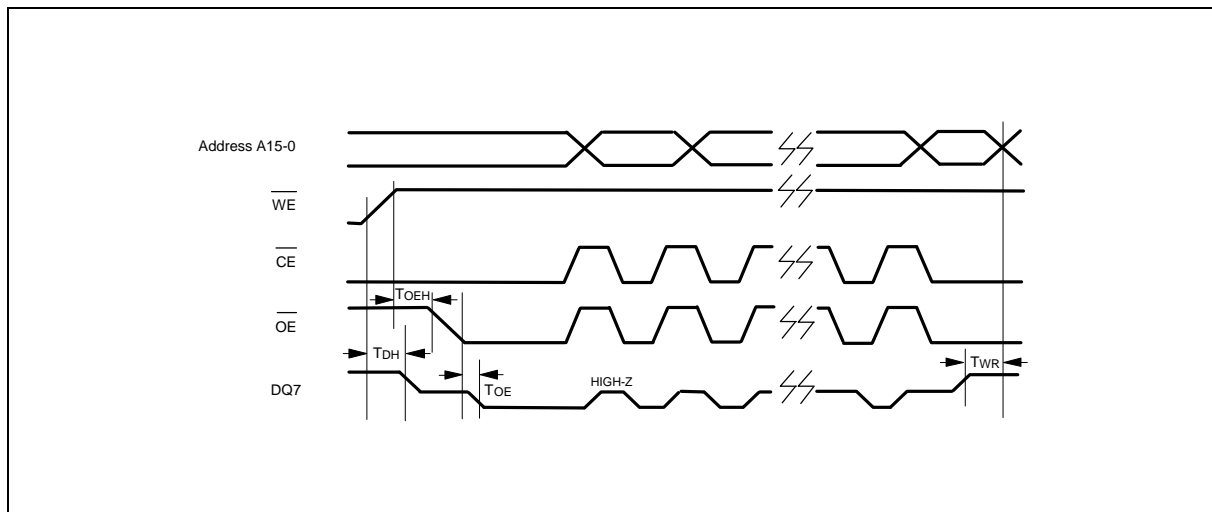 Address A15-0
WE
CE
TOEH
OE
TDH
TWR
TOE
HIGH-Z
DQ7